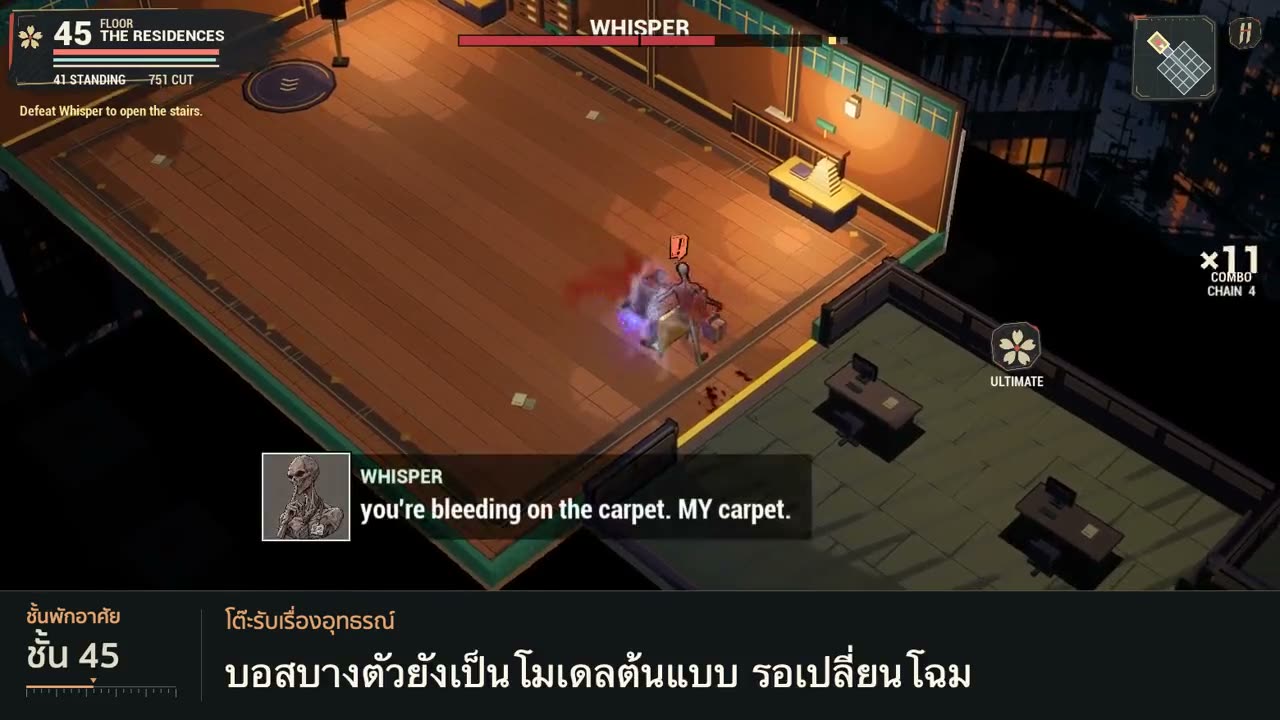 WHISPER
45 FLOOR
THE RESIDENCES
41 STANDING 751 CUT
Defeat Whisper to open the stairs.
×11
COMBO
CHAIN 4
ULTIMATE
WHISPER
you're bleeding on the carpet. MY carpet.
ชั้นพักอาศัย
ชั้น 45
โต๊ะรับเรื่องอุทธรณ์
บอสบางตัวยังเป็นโมเดลต้นแบบ รอเปลี่ยนโฉม